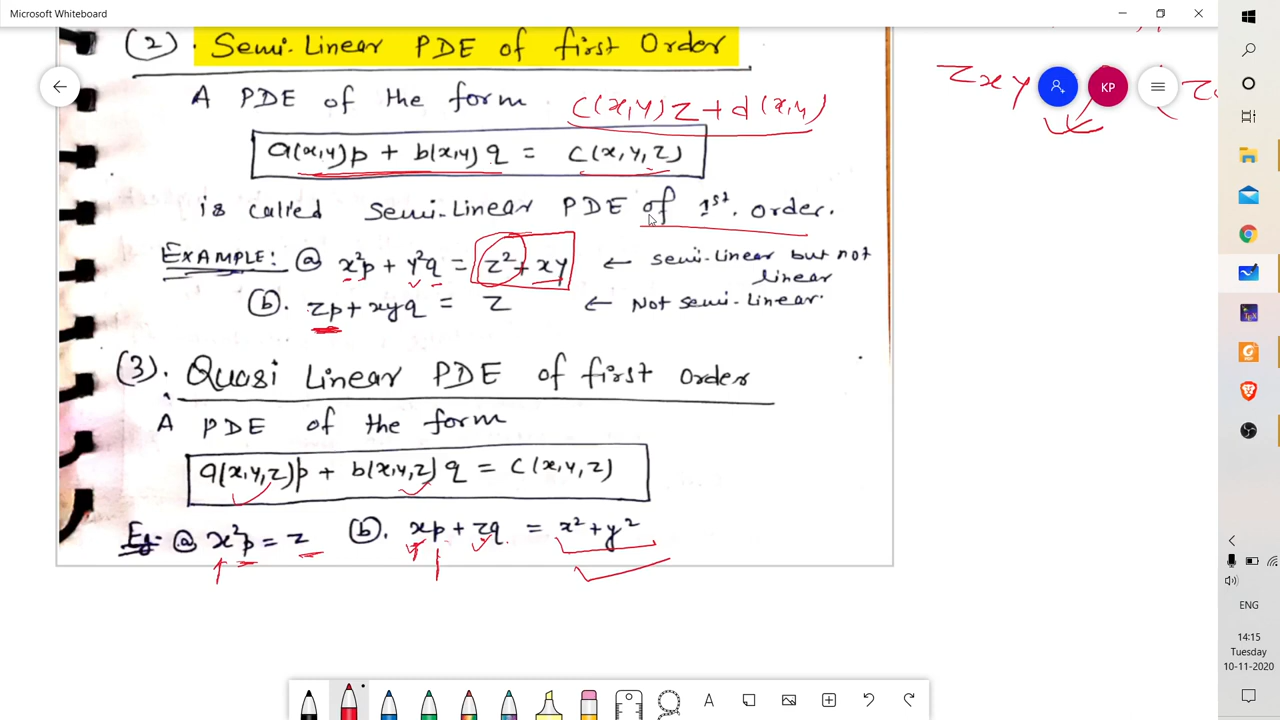 Microsoft Whiteboard
(2). Semi-Linear PDE of first Order
A PDE of the form
c(x,y)z + d(x,y)
a(x,y)p + b(x,y)q = c(x,y,z)
is called Semi-Linear PDE of 1st. order.
EXAMPLE: @ x²p + y²q = z² + xy ← semi-linear but not linear
(b). zp + xyq = z ← Not semi-linear.
(3). Quasi Linear PDE of first Order
A PDE of the form
a(x,y,z)p + b(x,y,z)q = c(x,y,z)
Eg:- @ x²p = z (b). xp + zq = x² + y²
zxy
KP
ENG
14:15
Tuesday
10-11-2020
A